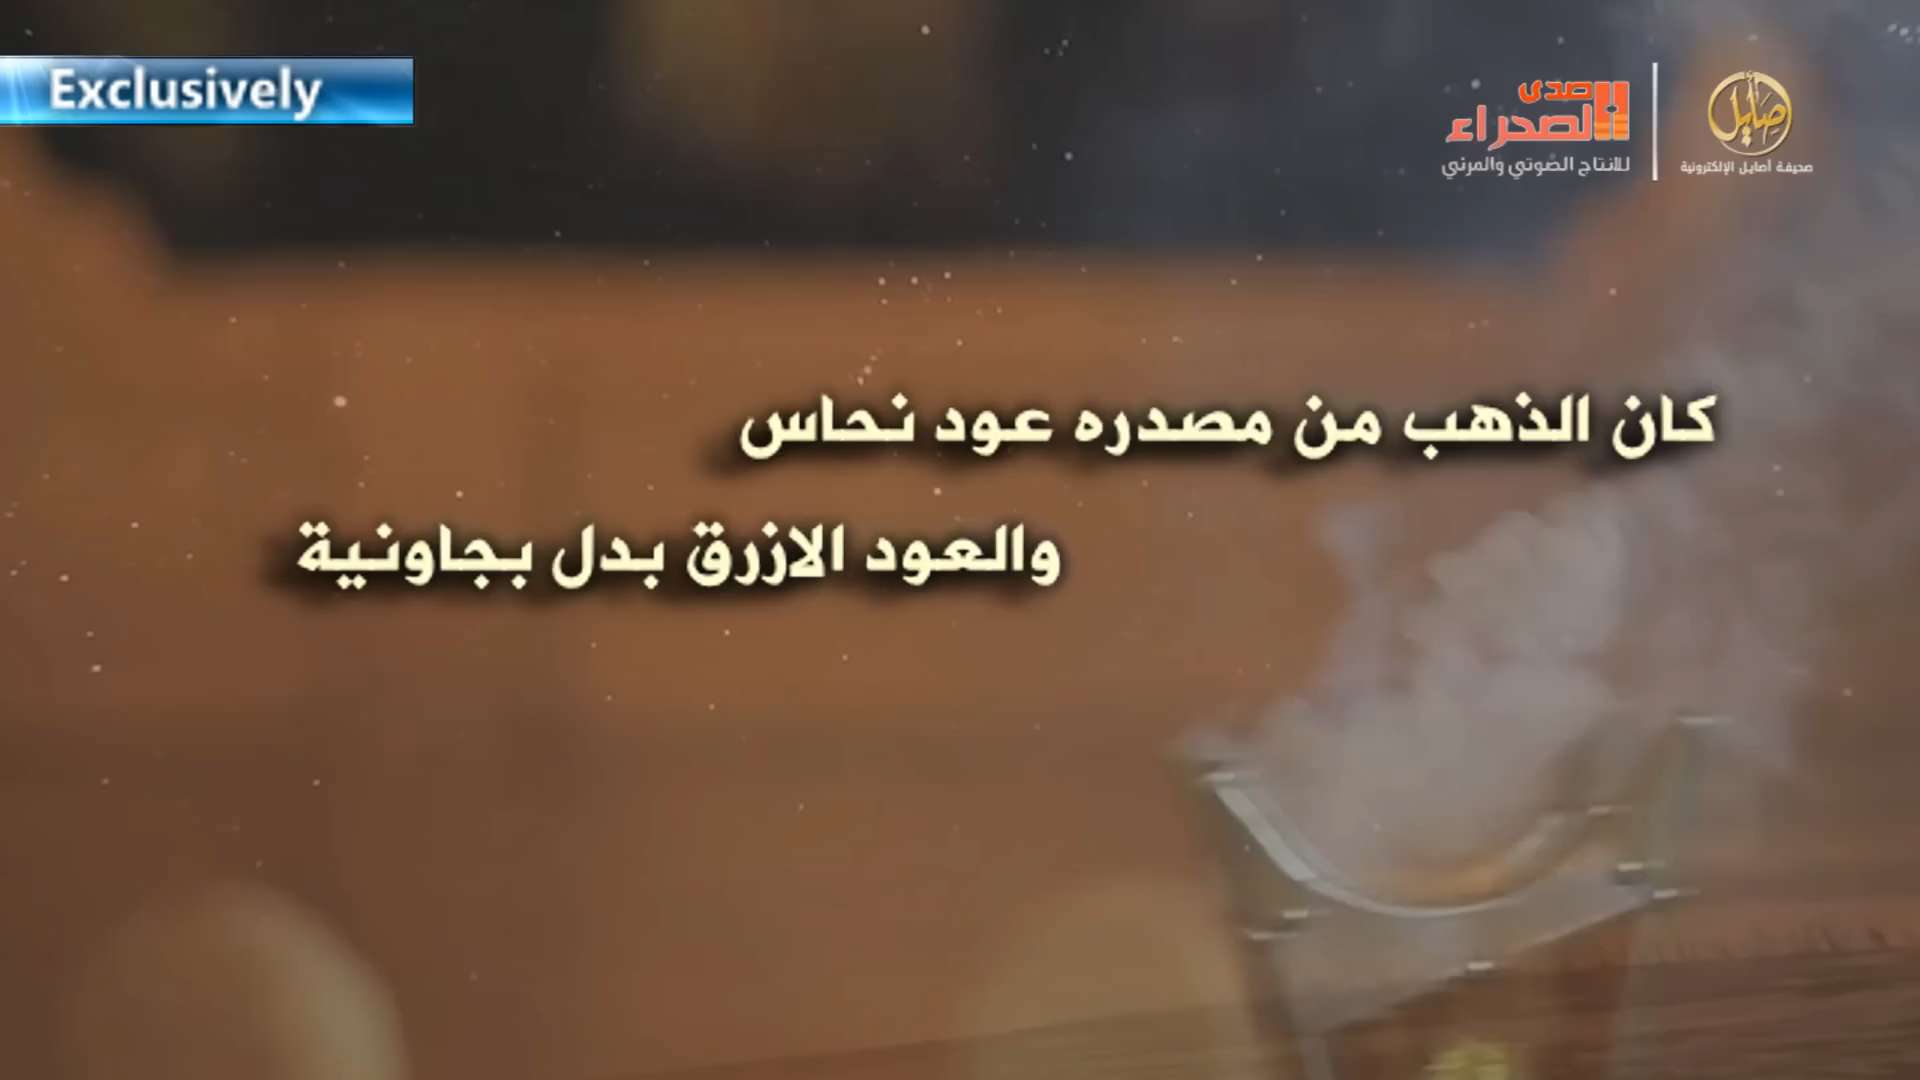 Exclusively
صدى
الصحراء
للانتاج الصوتي والمرئي
أصايل
صحيفة أصايل الإلكترونية
كان الذهب من مصدره عود نحاس
والعود الازرق بدل بجاونية